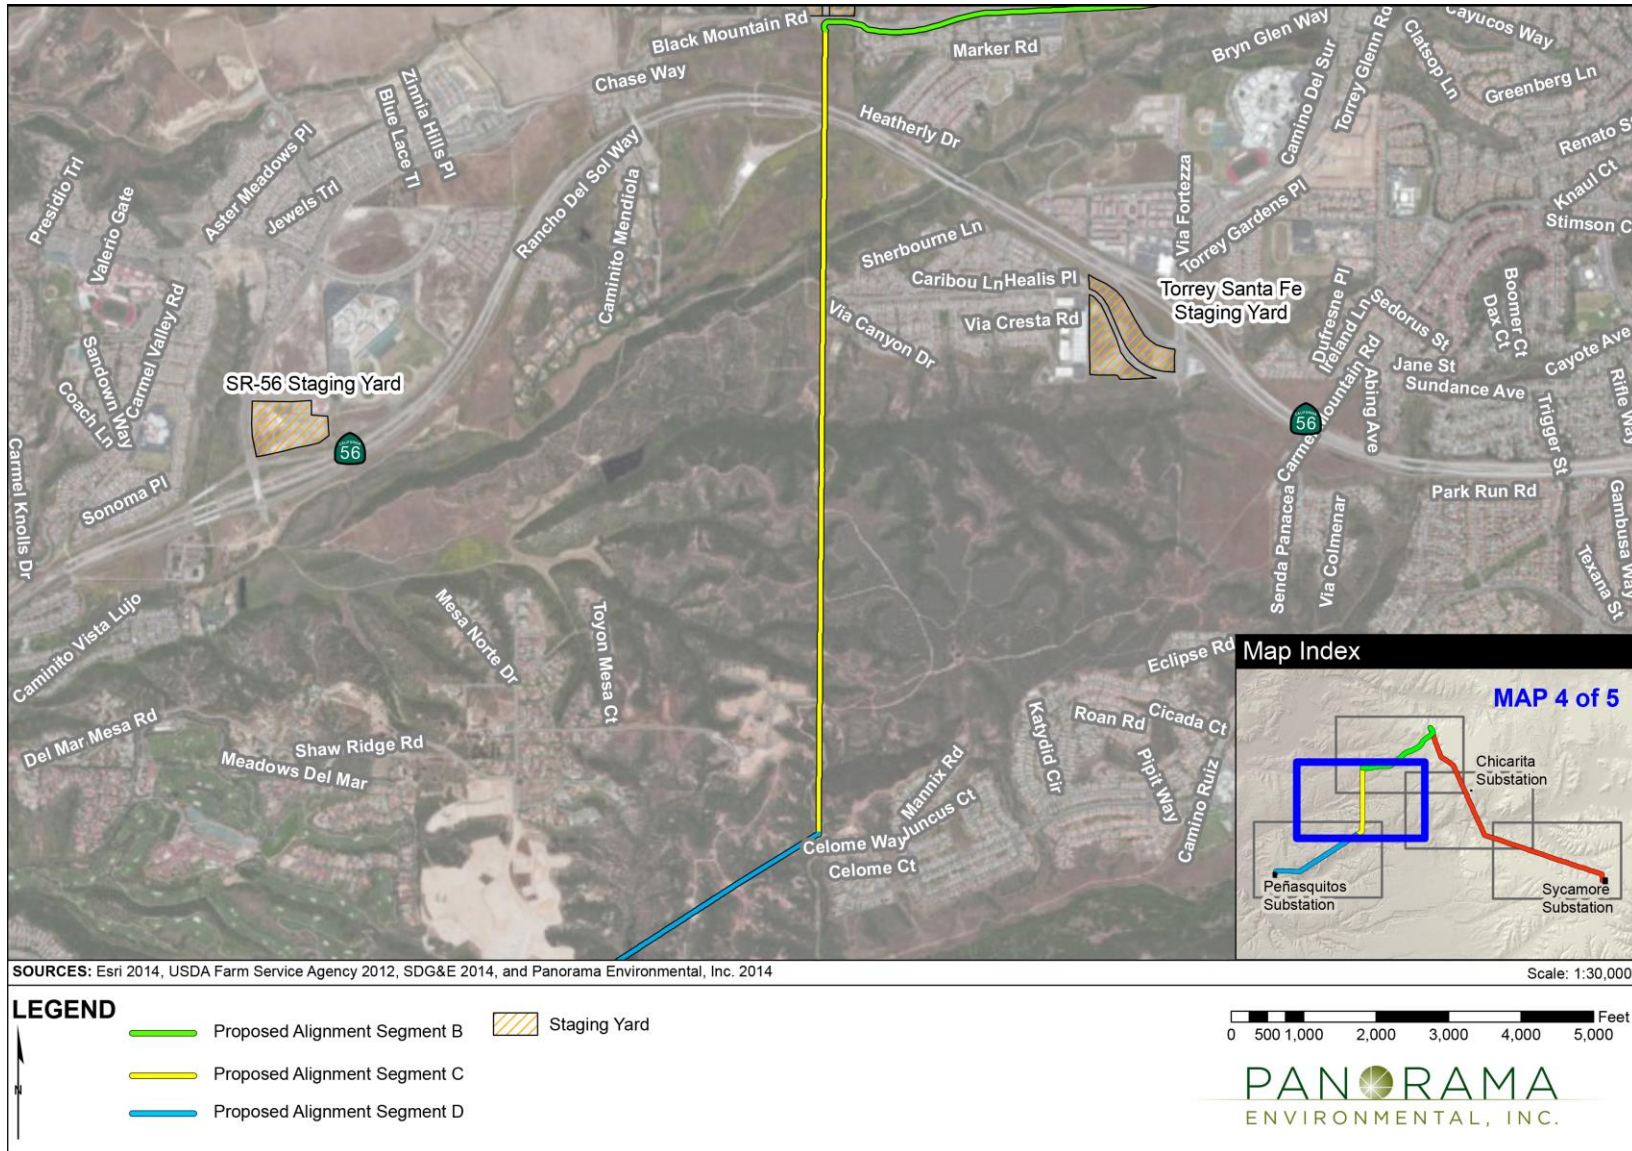 Black Mountain Rd
Marker Rd
Bryn Glen Way
Torrey Glenn Rd
Cayucos Way
Clatsop Ln
Greenberg Ln
Chase Way
Zinnia Hills Pl
Blue Lace Tl
Heatherly Dr
Camino Del Sur
Aster Meadows Pl
Presidio Trl
Jewels Trl
Valerio Gate
Rancho Del Sol Way
Caminito Mendiola
Knaul Ct
Stimson C
Via Fortezza
Torrey Gardens Pl
Sherbourne Ln
Caribou Ln
Healis Pl
Torrey Santa Fe
Staging Yard
Via Cresta Rd
Via Canyon Dr
Dufresne Pl
Ireland Ln
Sedorus St
Boomer Ct
Dax Ct
Cayote Ave
Jane St
Sundance Ave
Carmel Valley Rd
Sandown Way
Coach Ln
SR-56 Staging Yard
CALIFORNIA
56
CALIFORNIA
56
Carmel Mountain Rd
Abing Ave
Trigger St
Rifle Way
Carmel Knolls Dr
Sonoma Pl
Park Run Rd
Senda Panacea
Via Colmenar
Gambusa Way
Texana St
Caminito Vista Lujo
Mesa Norte Dr
Toyon Mesa Ct
Eclipse Rd
Del Mar Mesa Rd
Shaw Ridge Rd
Meadows Del Mar
Katydid Cir
Roan Rd
Cicada Ct
Pipit Way
Camino Ruiz
Mannix Rd
Juncus Ct
Celome Way
Celome Ct
Map Index
MAP 4 of 5
Chicarita
Substation
Peñasquitos
Substation
Sycamore
Substation
SOURCES: Esri 2014, USDA Farm Service Agency 2012, SDG&E 2014, and Panorama Environmental, Inc. 2014
Scale: 1:30,000
LEGEND
N
Proposed Alignment Segment B
Proposed Alignment Segment C
Proposed Alignment Segment D
Staging Yard
Feet
0 500 1,000 2,000 3,000 4,000 5,000
PANORAMA
ENVIRONMENTAL, INC.